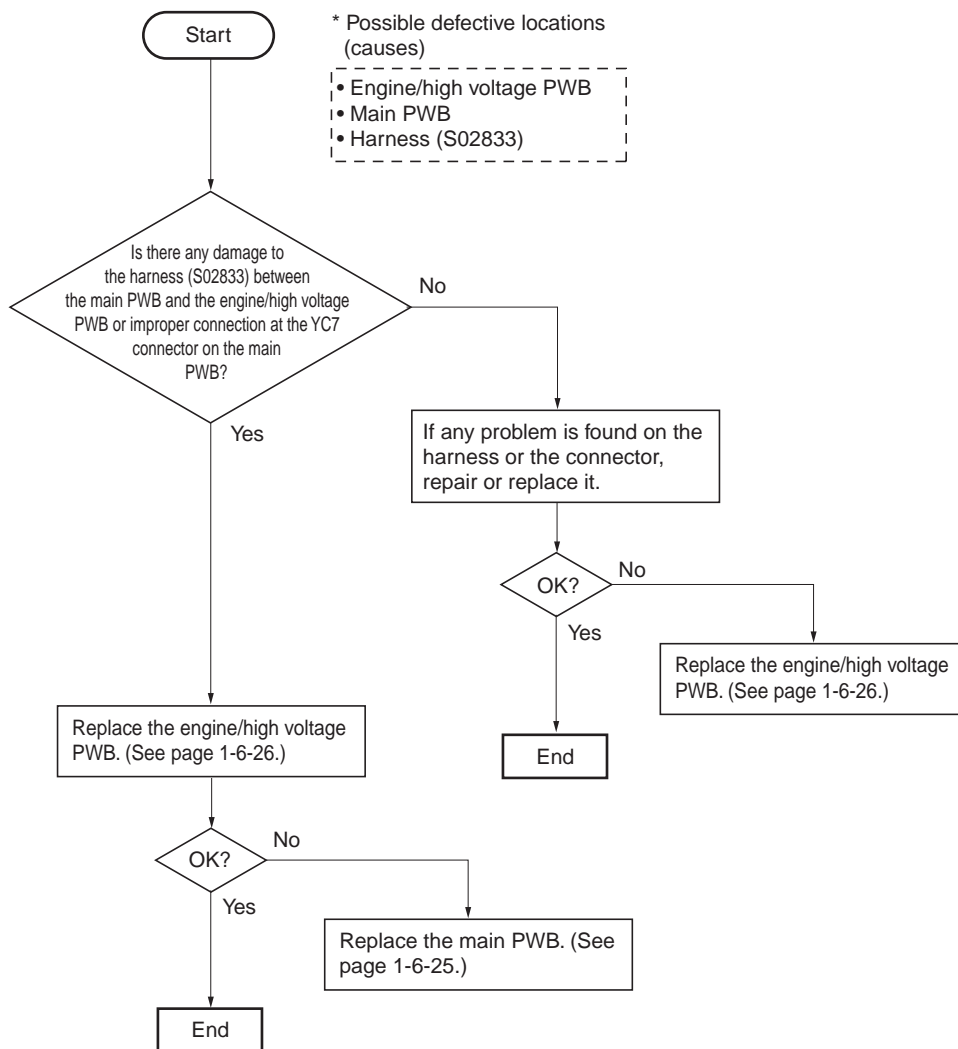 Start
* Possible defective locations
(causes)
• Engine/high voltage PWB
• Main PWB
• Harness (S02833)
Is there any damage to
the harness (S02833) between
the main PWB and the engine/high voltage
PWB or improper connection at the YC7
connector on the main
PWB?
No
Yes
If any problem is found on the
harness or the connector,
repair or replace it.
OK?
No
Yes
Replace the engine/high voltage
PWB. (See page 1-6-26.)
End
Replace the engine/high voltage
PWB. (See page 1-6-26.)
OK?
No
Yes
Replace the main PWB. (See
page 1-6-25.)
End